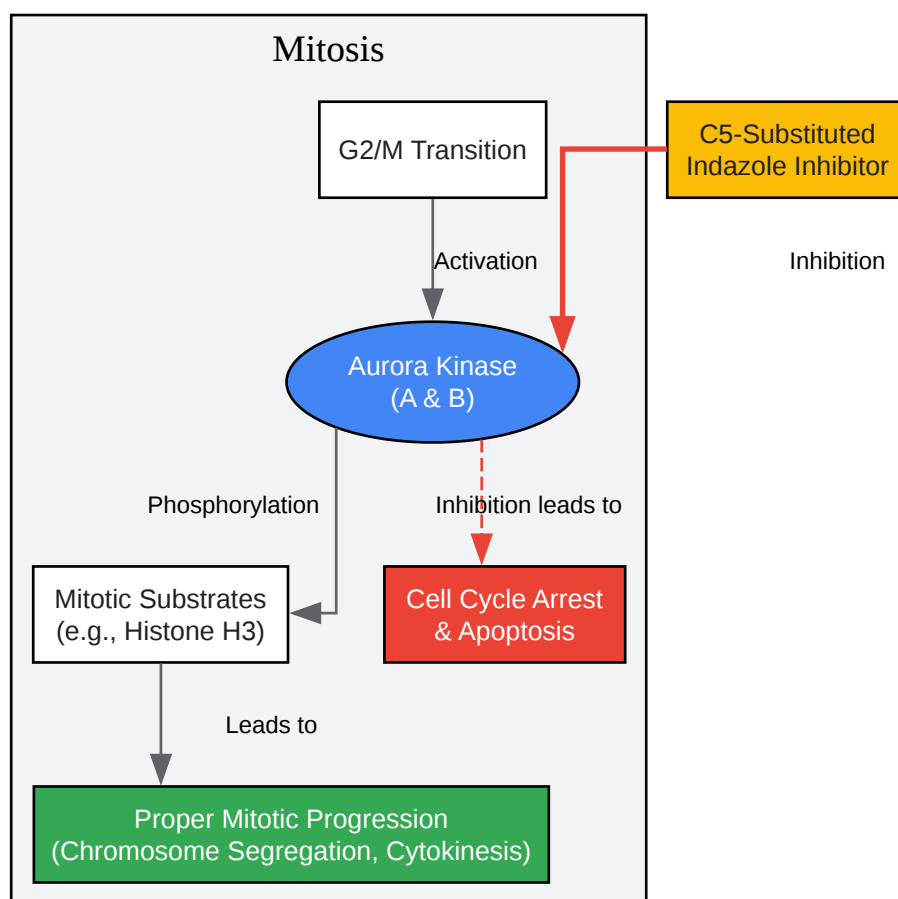 Mitosis
G2/M Transition
C5-Substituted
Indazole Inhibitor
Activation
Inhibition
Aurora Kinase
(A & B)
Phosphorylation
Inhibition leads to
Mitotic Substrates
(e.g., Histone H3)
Cell Cycle Arrest
& Apoptosis
Leads to
Proper Mitotic Progression
(Chromosome Segregation, Cytokinesis)